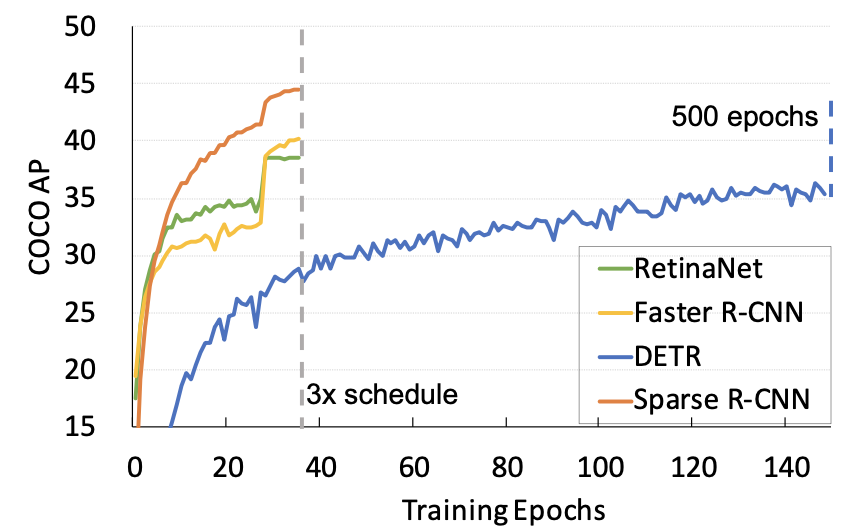 50
45
40
35
30
25
20
15
COCO AP
500 epochs
RetinaNet
Faster R-CNN
DETR
Sparse R-CNN
3x schedule
0 20 40 60 80 100 120 140
Training Epochs